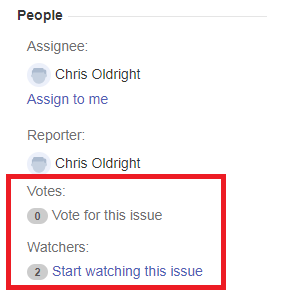 People
Assignee:
Chris Oldright
Assign to me
Reporter:
Chris Oldright
Votes:
0 Vote for this issue
Watchers:
2 Start watching this issue